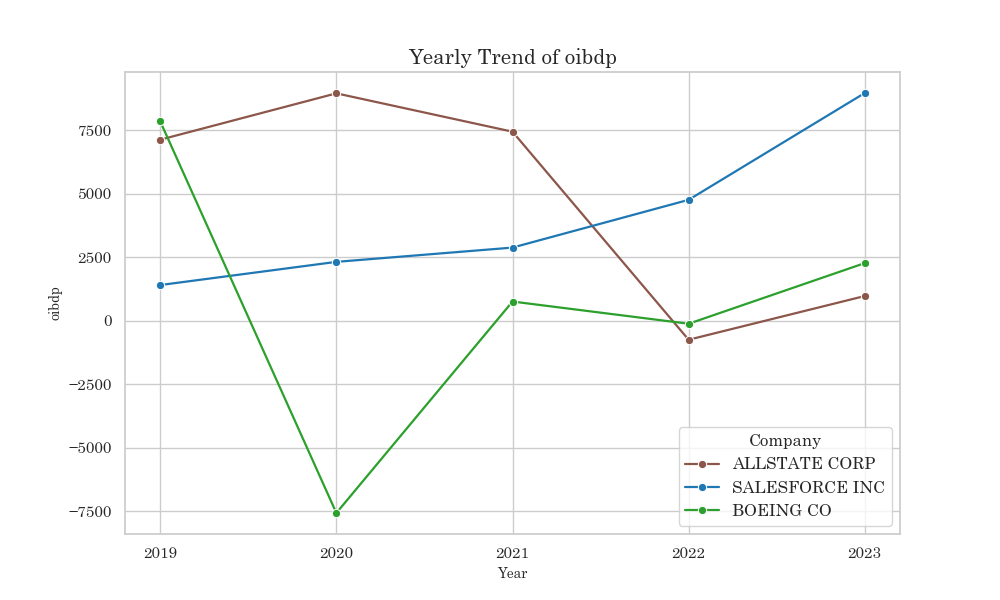 Yearly Trend of oibdp
7500
5000
2500
0
−2500
−5000
−7500
oibdp
2019 2020 2021 2022 2023
Year
Company
ALLSTATE CORP
SALESFORCE INC
BOEING CO